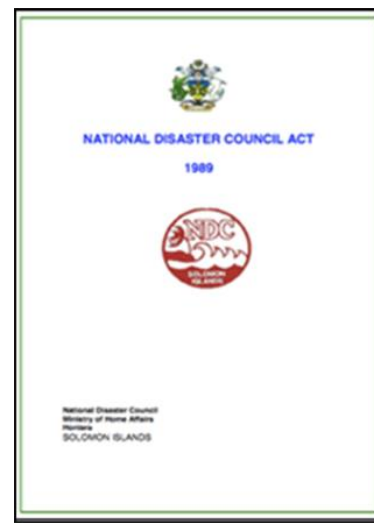 NATIONAL DISASTER COUNCIL ACT
1989
NDC
SOLOMON
ISLANDS
National Disaster Council
Ministry of Home Affairs
Honiara
SOLOMON ISLANDS